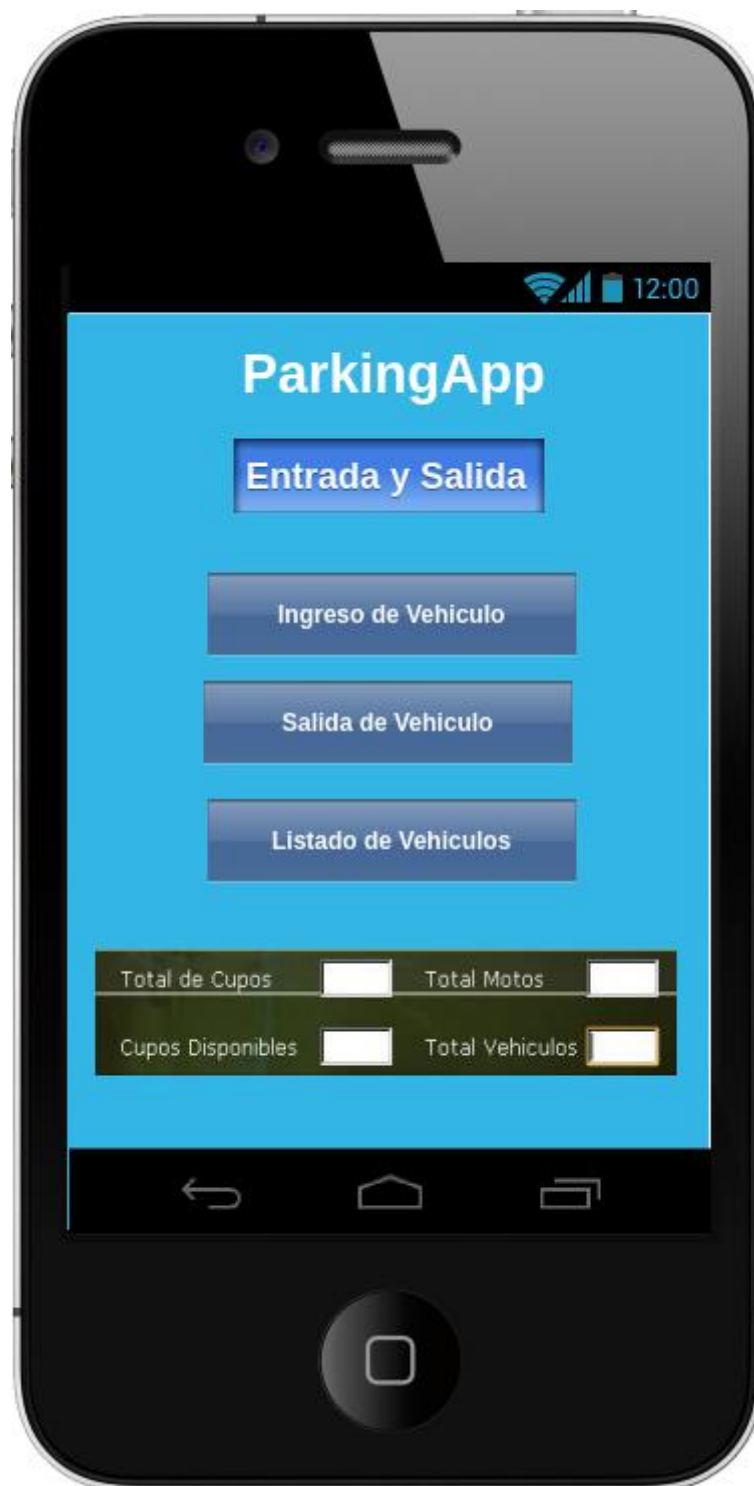 12:00
ParkingApp
Entrada y Salida
Ingreso de Vehiculo
Salida de Vehiculo
Listado de Vehiculos
Total de Cupos Total Motos
Cupos Disponibles Total Vehiculos